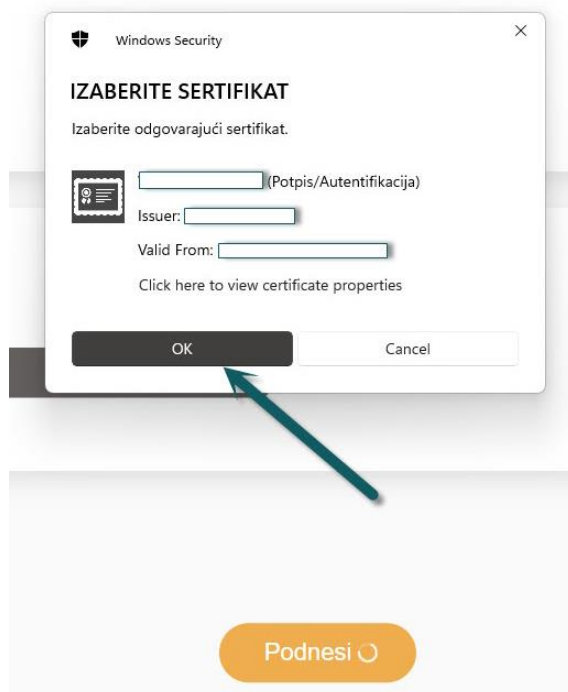 Windows Security
IZABERITE SERTIFIKAT
Izaberite odgovarajući sertifikat.
(Potpis/Autentifikacija)
Issuer:
Valid From:
Click here to view certificate properties
OK Cancel
Podnesi